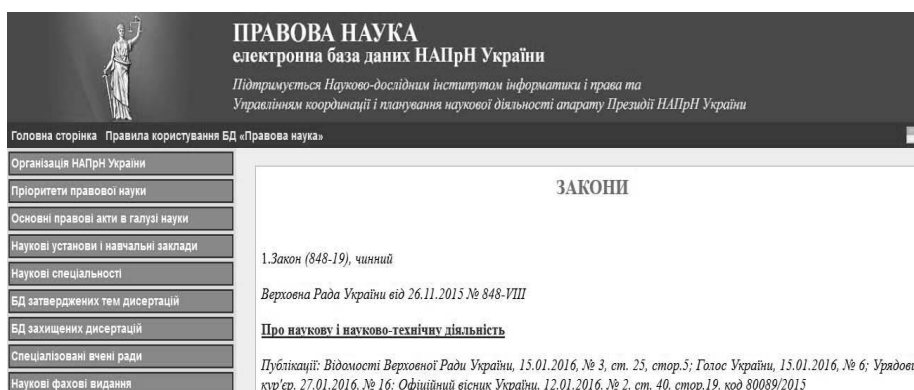 ПРАВОВА НАУКА
електронна база даних НАПрН України
Підтримується Науково-дослідним інститутом інформатики і права та
Управлінням координації і планування наукової діяльності апарату Президії НАПрН України
Головна сторінка Правила користування БД «Правова наука»
Організація НАПрН України
Пріоритети правової науки
Основні правові акти в галузі науки
Наукові установи і навчальні заклади
Наукові спеціальності
БД затверджених тем дисертацій
БД захищених дисертацій
Спеціалізовані вчені ради
Наукові фахові видання
ЗАКОНИ
1.Закон (848-19), чинний
Верховна Рада України від 26.11.2015 № 848-VIII
Про наукову і науково-технічну діяльність
Публікації: Відомості Верховної Ради України, 15.01.2016, № 3, ст. 25, стор.5; Голос України, 15.01.2016, № 6; Урядови
кур'єр, 27.01.2016, № 16; Офіційний вісник України, 12.01.2016, № 2, ст. 40, стор.19, код 80089/2015